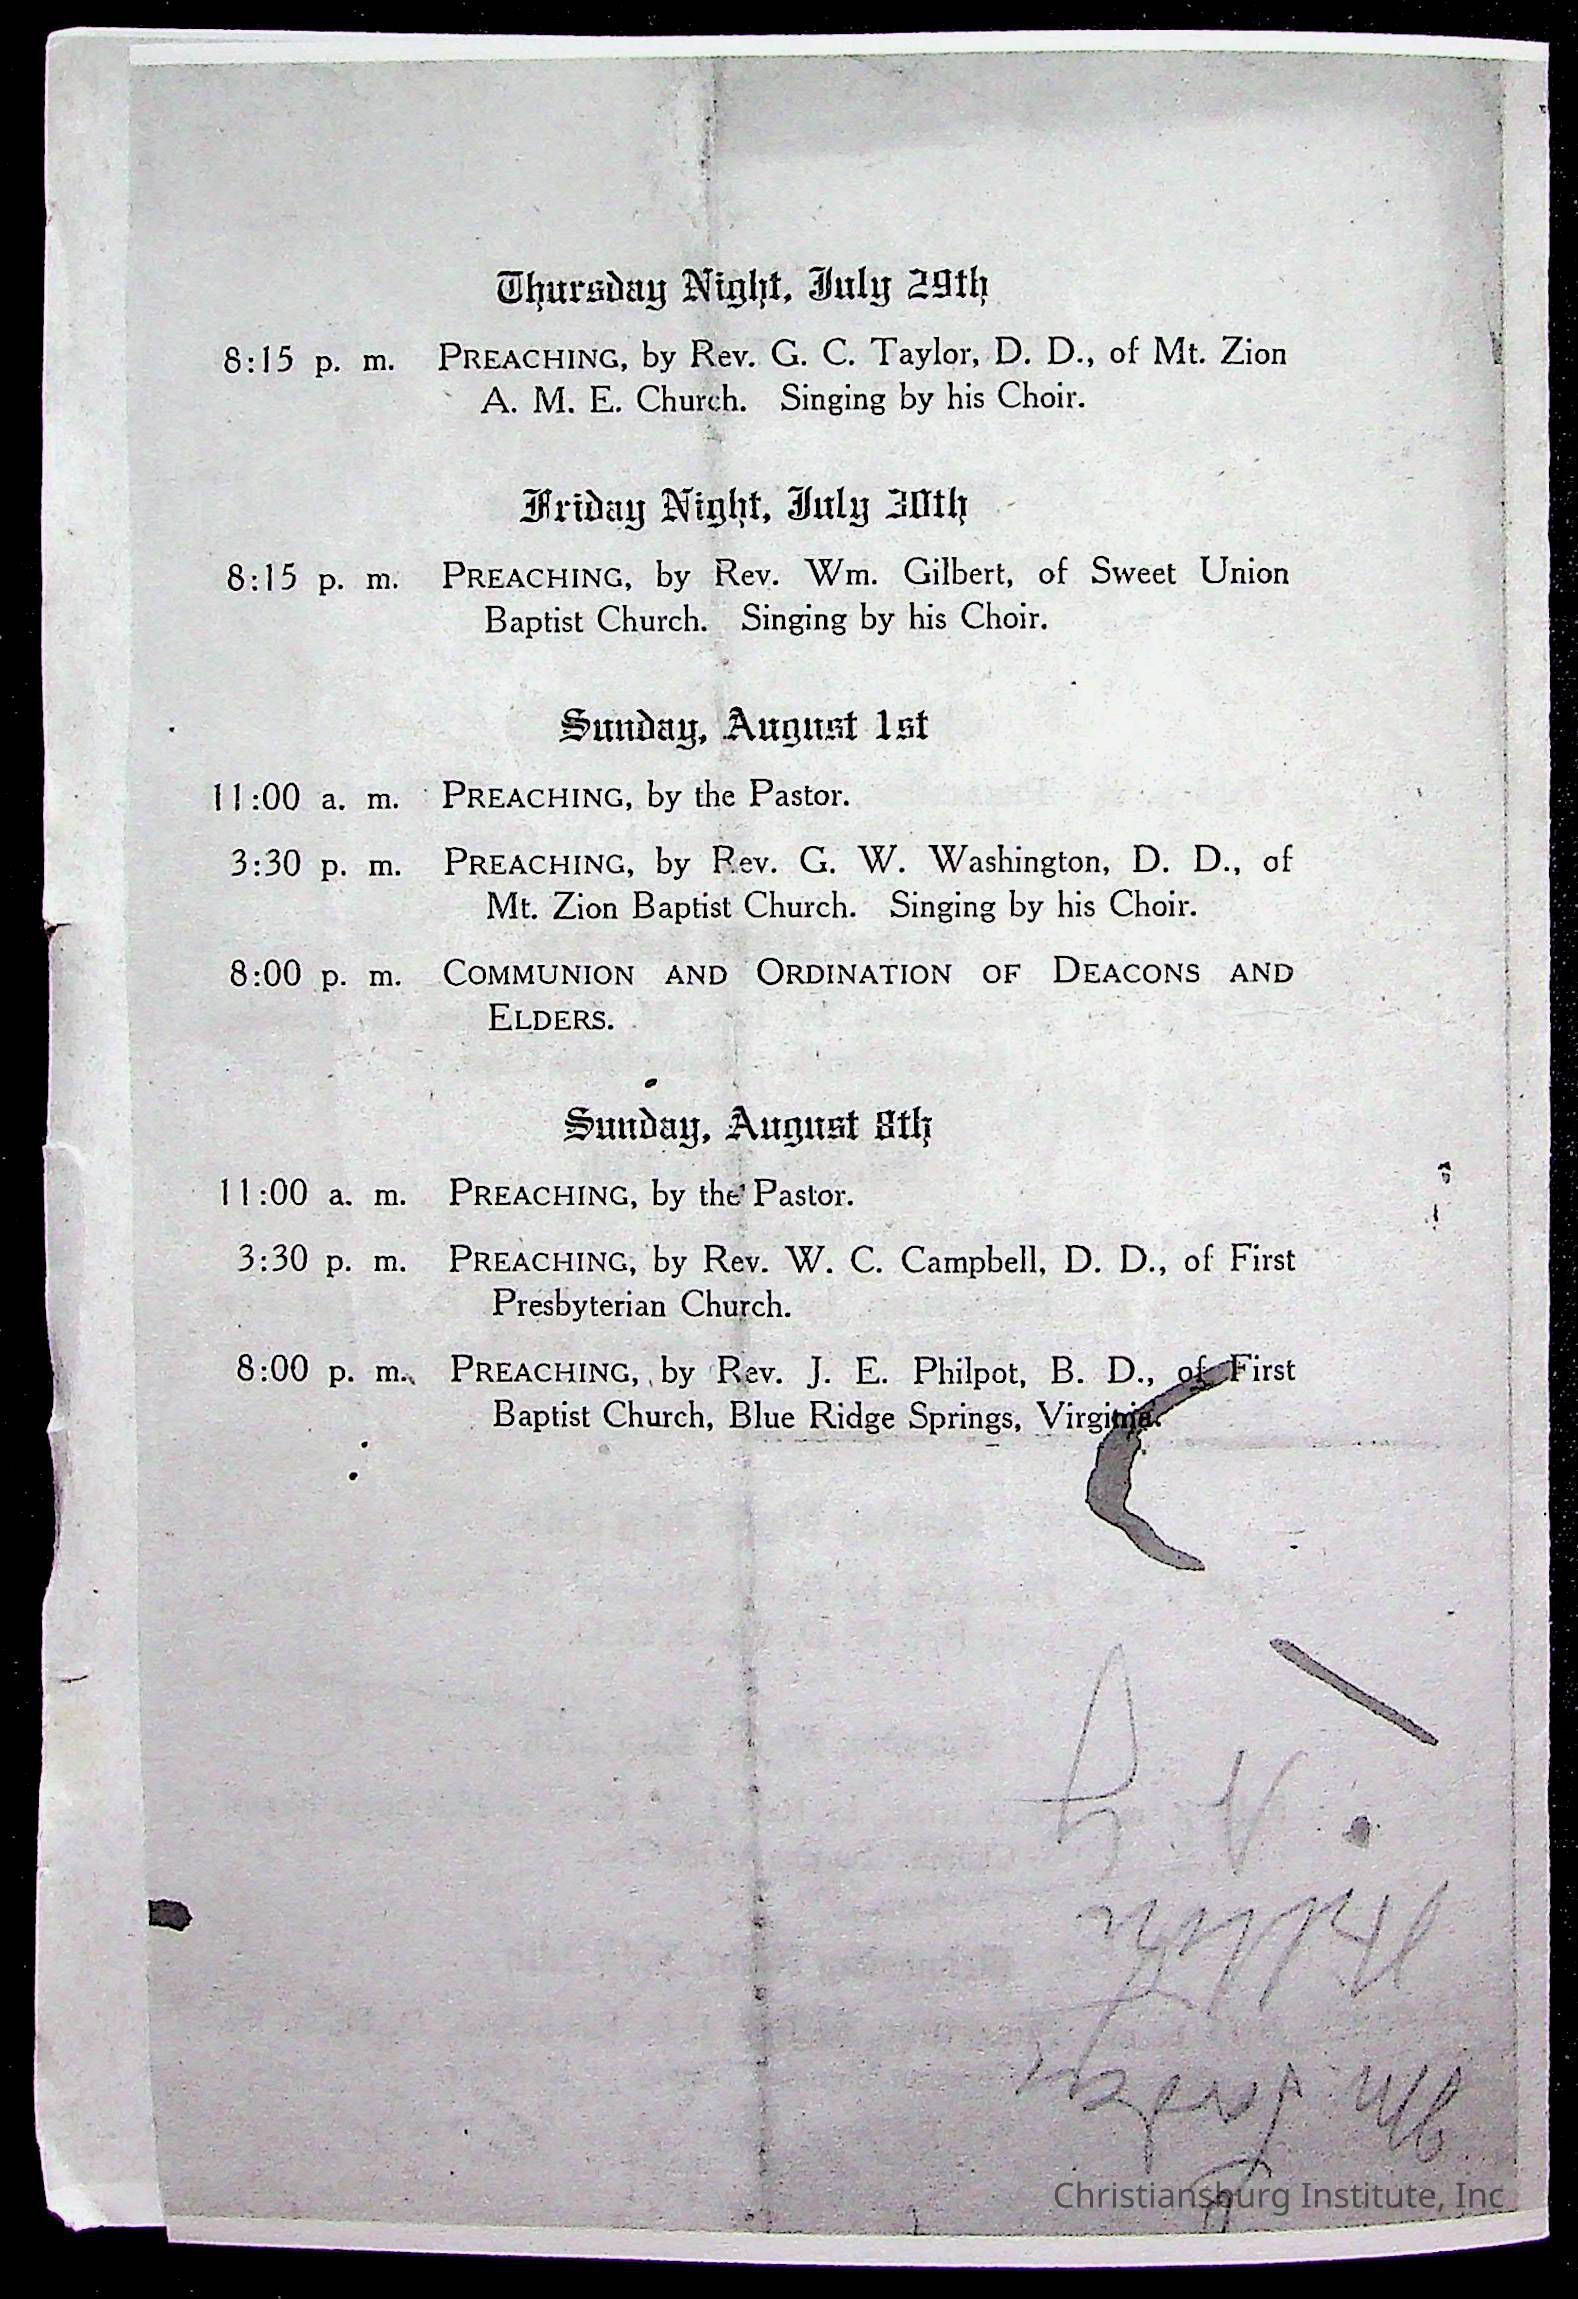 Thursday Night, July 29th
8:15 p. m. PREACHING, by Rev. G. C. Taylor, D. D., of Mt. Zion
A. M. E. Church. Singing by his Choir.
Friday Night, July 30th
8:15 p. m. PREACHING, by Rev. Wm. Gilbert, of Sweet Union
Baptist Church. Singing by his Choir.
Sunday, August 1st
11:00 a. m. PREACHING, by the Pastor.
3:30 p. m. PREACHING, by Rev. G. W. Washington, D. D., of
Mt. Zion Baptist Church. Singing by his Choir.
8:00 p. m. COMMUNION AND ORDINATION OF DEACONS AND
ELDERS.
Sunday, August 8th
11:00 a. m. PREACHING, by the Pastor.
3:30 p. m. PREACHING, by Rev. W. C. Campbell, D. D., of First
Presbyterian Church.
8:00 p. m. PREACHING, by Rev. J. E. Philpot, B. D., of First
Baptist Church, Blue Ridge Springs, Virginia.
Christiansburg Institute, Inc